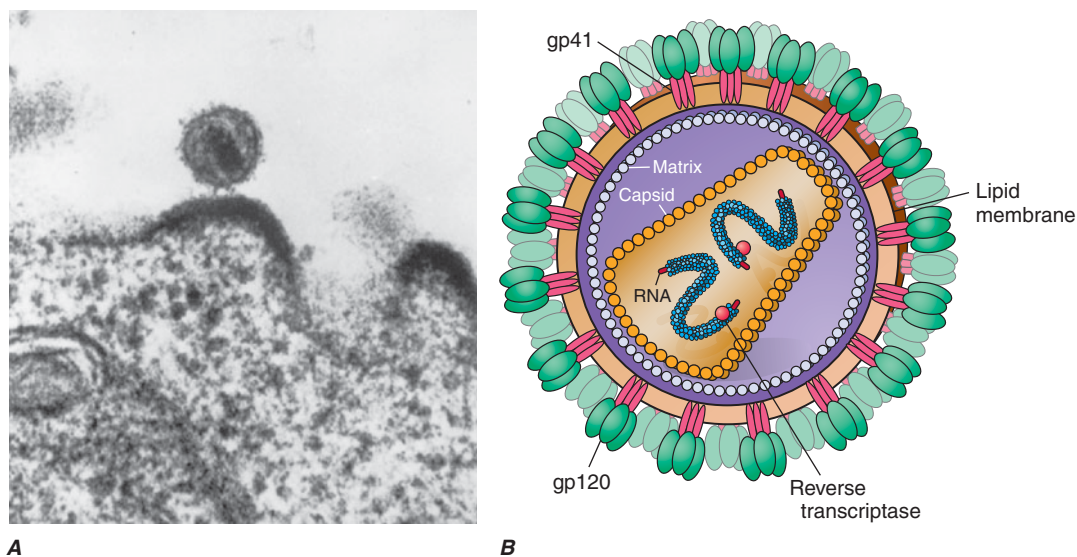 gp41
Matrix
Capsid
Lipid
membrane
RNA
gp120
Reverse
transcriptase
A
B